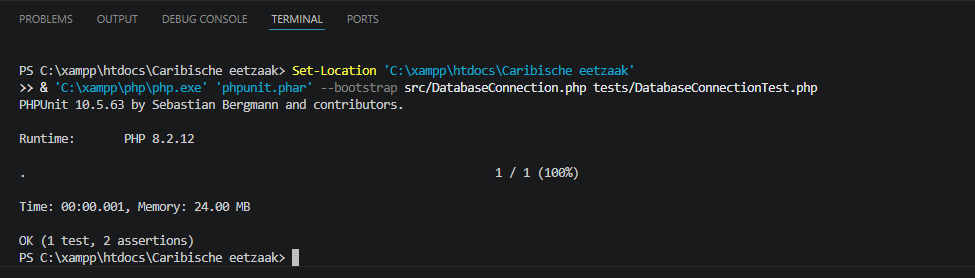 PROBLEMS OUTPUT DEBUG CONSOLE TERMINAL PORTS
PS C:\xampp\htdocs\Caribische eetzaak> Set-Location 'C:\xampp\htdocs\Caribische eetzaak'
>> & 'C:\xampp\php\php.exe' 'phpunit.phar' --bootstrap src/DatabaseConnection.php tests/DatabaseConnectionTest.php
PHPUnit 10.5.63 by Sebastian Bergmann and contributors.
Runtime: PHP 8.2.12
. 1 / 1 (100%)
Time: 00:00.001, Memory: 24.00 MB
OK (1 test, 2 assertions)
PS C:\xampp\htdocs\Caribische eetzaak>